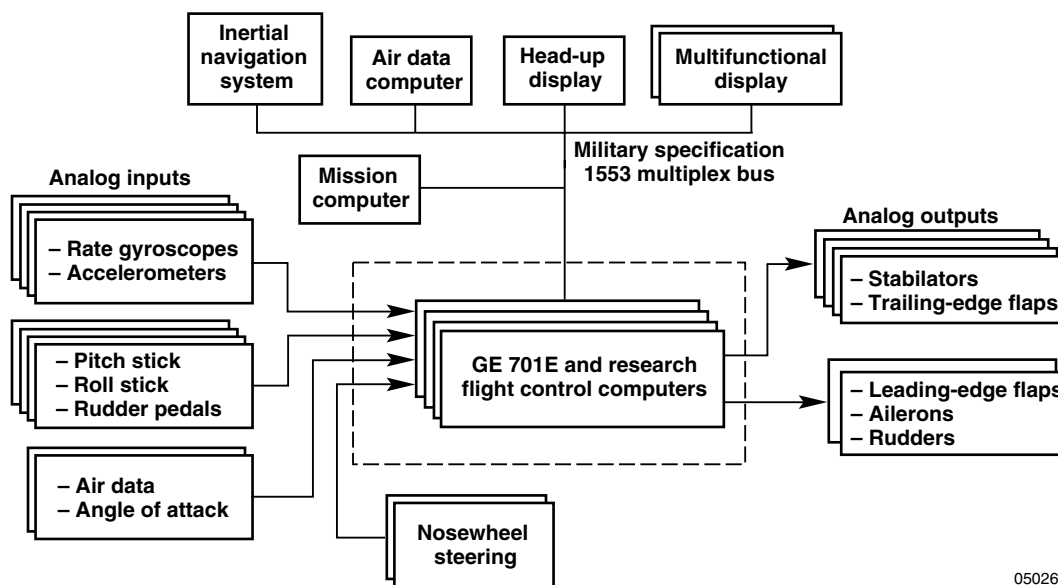 Inertial
navigation
system
Air data
computer
Head-up
display
Multifunctional
display
Military specification
1553 multiplex bus
Mission
computer
Analog inputs
– Rate gyroscopes
– Accelerometers
– Pitch stick
– Roll stick
– Rudder pedals
– Air data
– Angle of attack
Nosewheel
steering
GE 701E and research
flight control computers
Analog outputs
– Stabilators
– Trailing-edge flaps
– Leading-edge flaps
– Ailerons
– Rudders
05026